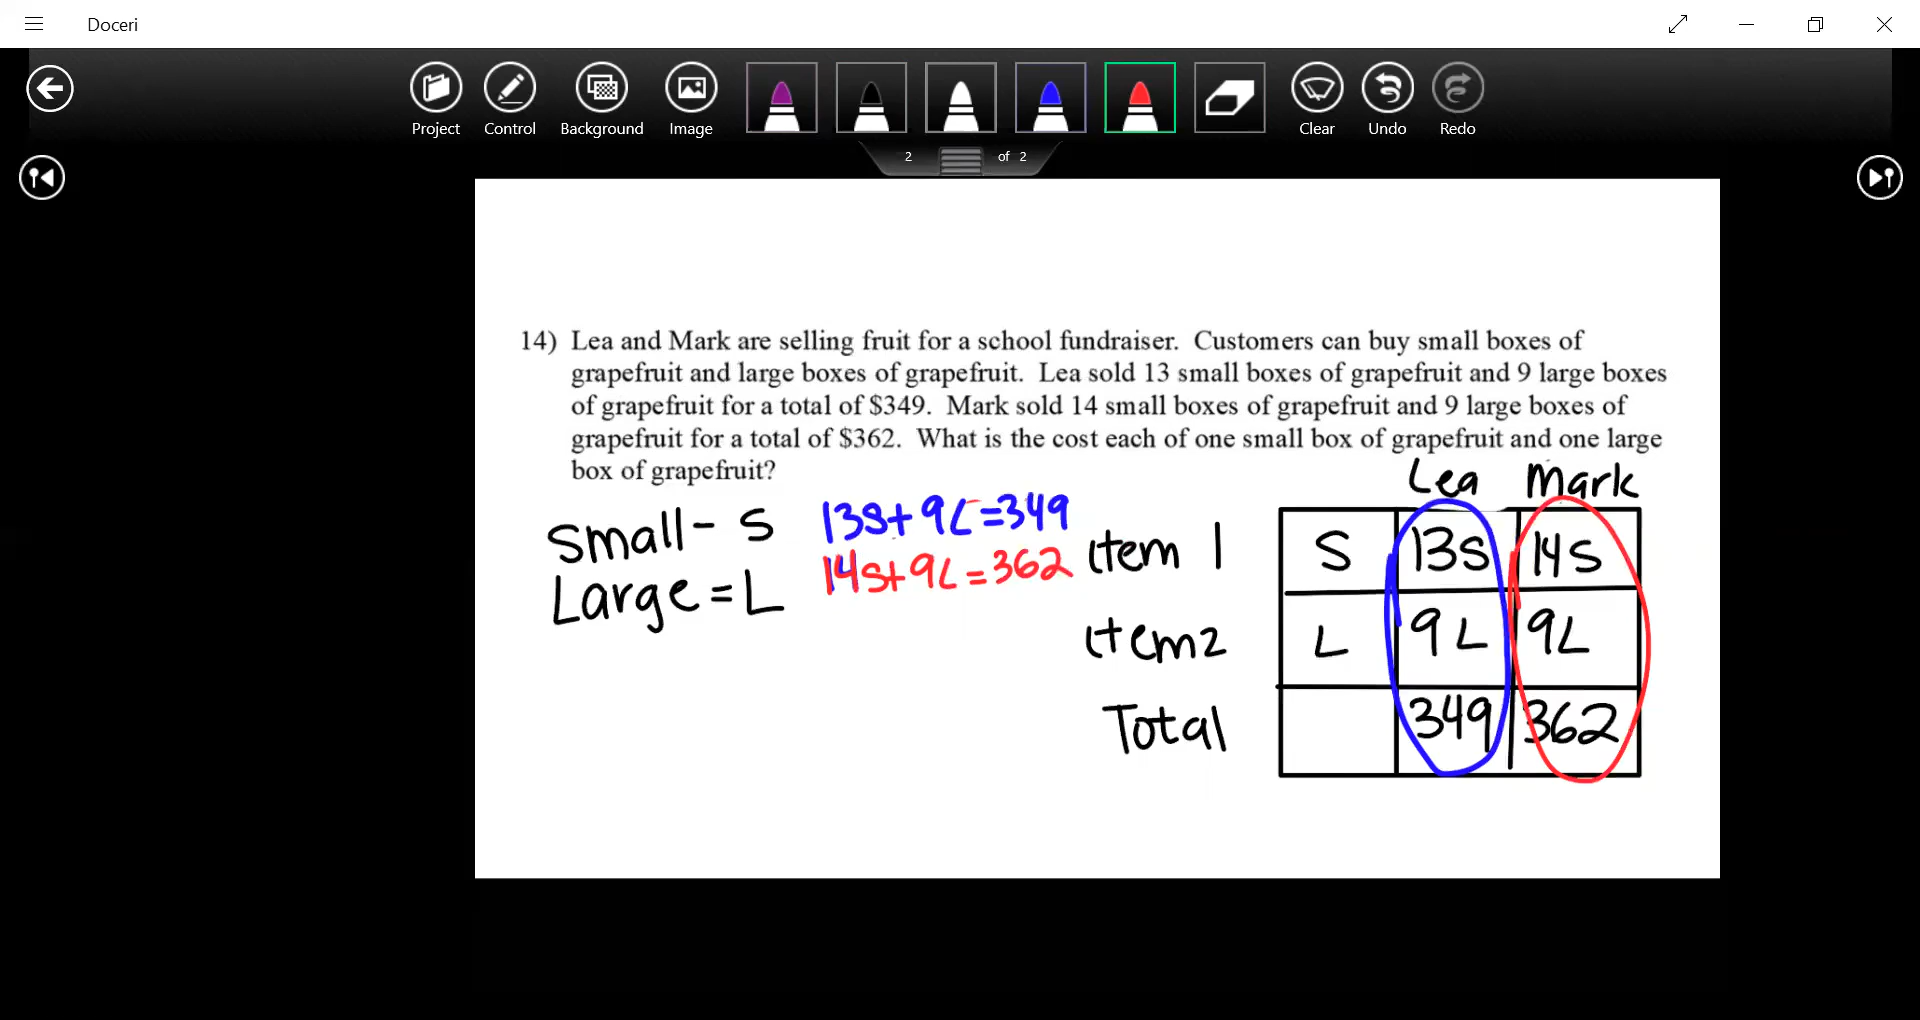 Doceri
Project Control Background Image Clear Undo Redo
2 of 2
14) Lea and Mark are selling fruit for a school fundraiser. Customers can buy small boxes of
grapefruit and large boxes of grapefruit. Lea sold 13 small boxes of grapefruit and 9 large boxes
of grapefruit for a total of $349. Mark sold 14 small boxes of grapefruit and 9 large boxes of
grapefruit for a total of $362. What is the cost each of one small box of grapefruit and one large
box of grapefruit?
Small - S
Large = L
13s + 9L = 349
14s + 9L = 362
Lea Mark
Item 1 S 13s 14s
Item 2 L 9L 9L
Total 349 362